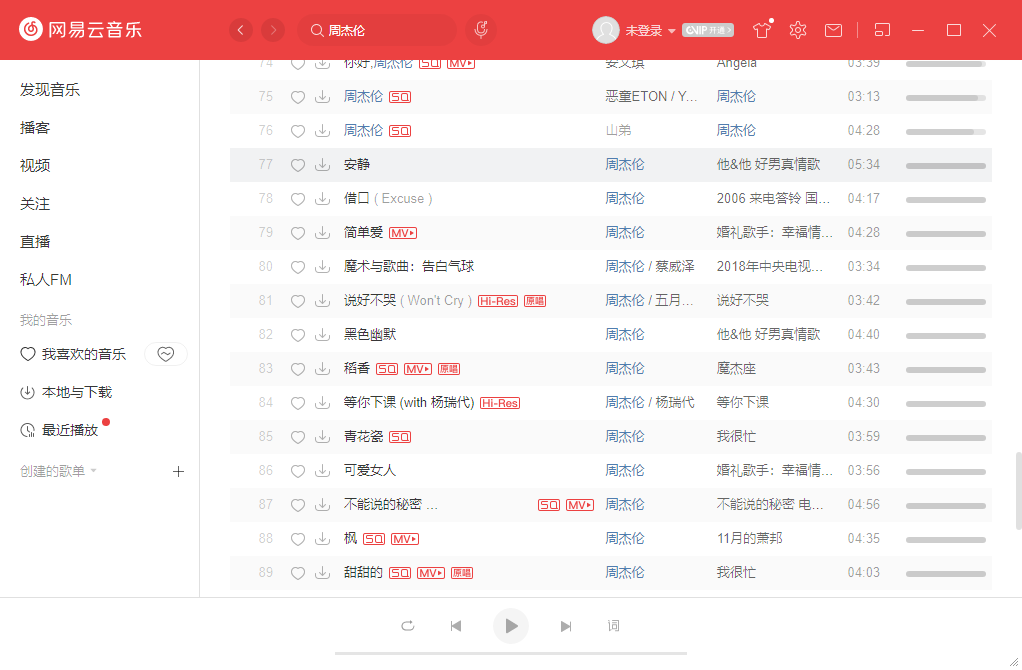 网易云音乐 周杰伦 未登录 VIP开通
发现音乐
播客
视频
关注
直播
私人FM
我的音乐
我喜欢的音乐
本地与下载
最近播放
创建的歌单
74 你好,周杰伦 SQ MV 姜文琪 Angela 03:39
75 周杰伦 SQ 恶童ETON / Y... 周杰伦 03:13
76 周杰伦 SQ 山弟 周杰伦 04:28
77 安静 周杰伦 他&他 好男真情歌 05:34
78 借口 ( Excuse ) 周杰伦 2006 来电答铃 国... 04:17
79 简单爱 MV 周杰伦 婚礼歌手：幸福情... 04:28
80 魔术与歌曲：告白气球 周杰伦 / 蔡威泽 2018年中央电视... 03:34
81 说好不哭 ( Won't Cry ) Hi-Res 原唱 周杰伦 / 五月... 说好不哭 03:42
82 黑色幽默 周杰伦 他&他 好男真情歌 04:40
83 稻香 SQ MV 原唱 周杰伦 魔杰座 03:43
84 等你下课 (with 杨瑞代) Hi-Res 周杰伦 / 杨瑞代 等你下课 04:30
85 青花瓷 SQ 周杰伦 我很忙 03:59
86 可爱女人 周杰伦 婚礼歌手：幸福情... 03:56
87 不能说的秘密 ... SQ MV 周杰伦 不能说的秘密 电... 04:56
88 枫 SQ MV 周杰伦 11月的萧邦 04:35
89 甜甜的 SQ MV 原唱 周杰伦 我很忙 04:03
词